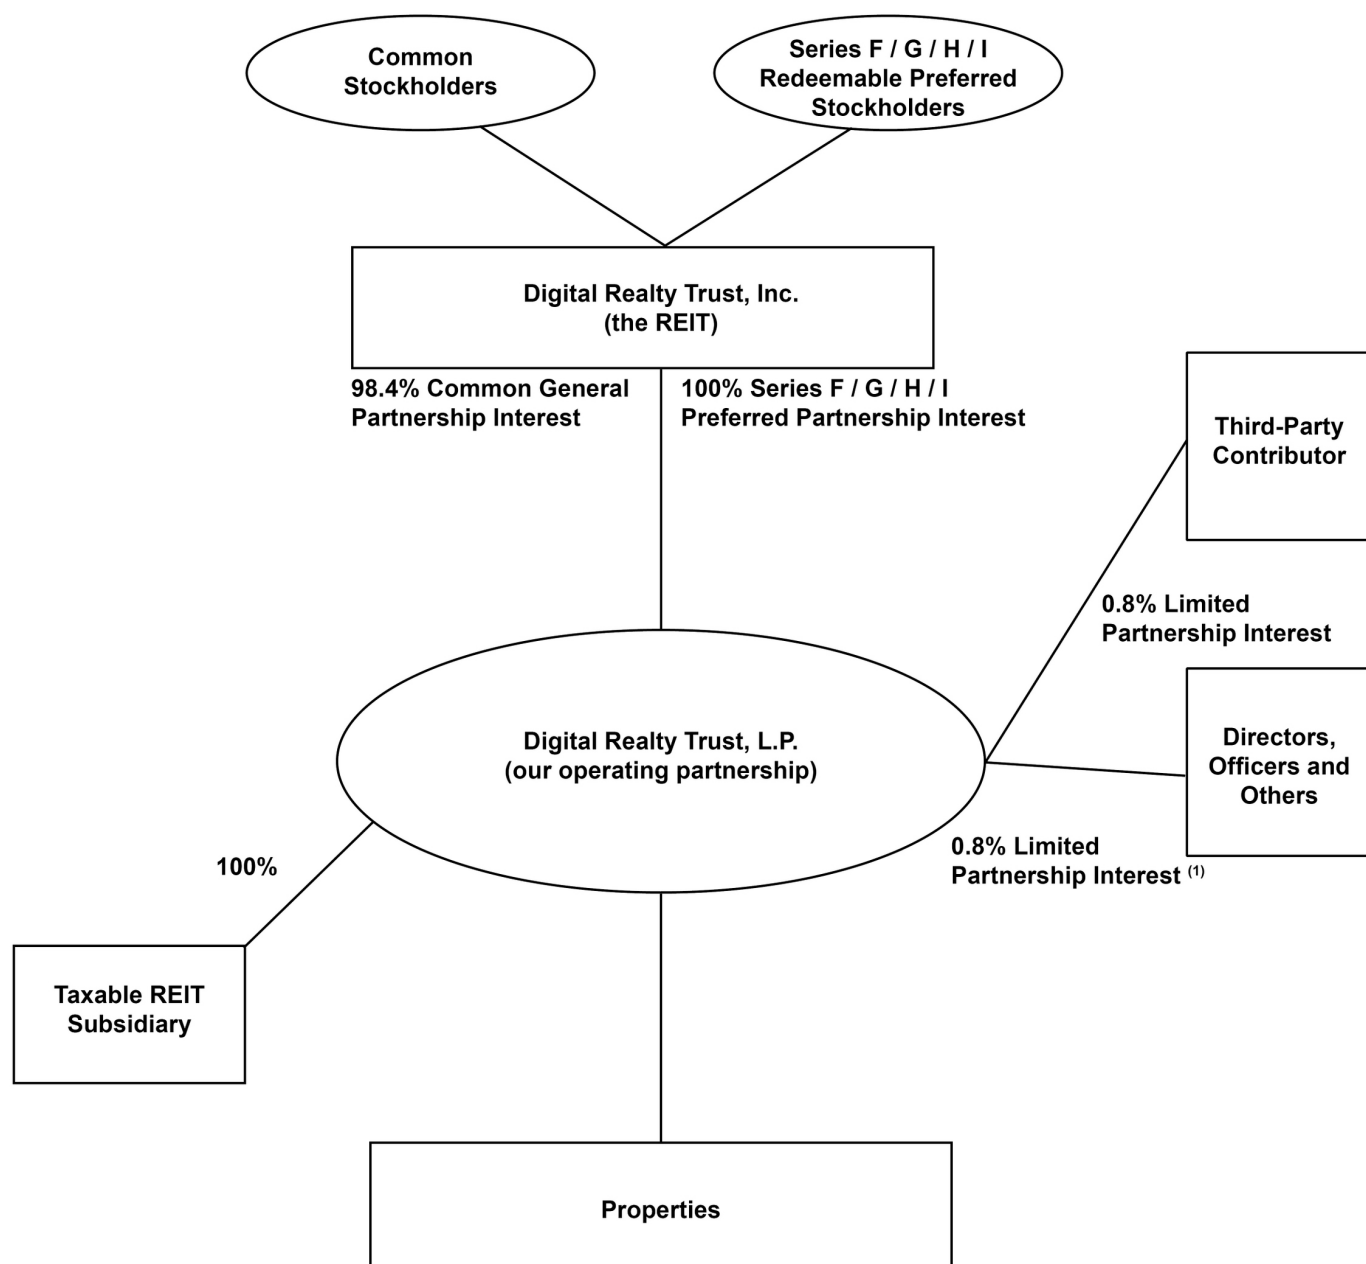 Common
Stockholders
Series F / G / H / I
Redeemable Preferred
Stockholders
Digital Realty Trust, Inc.
(the REIT)
98.4% Common General
Partnership Interest
100% Series F / G / H / I
Preferred Partnership Interest
Third-Party
Contributor
0.8% Limited
Partnership Interest
Digital Realty Trust, L.P.
(our operating partnership)
Directors,
Officers and
Others
0.8% Limited
Partnership Interest (1)
100%
Taxable REIT
Subsidiary
Properties